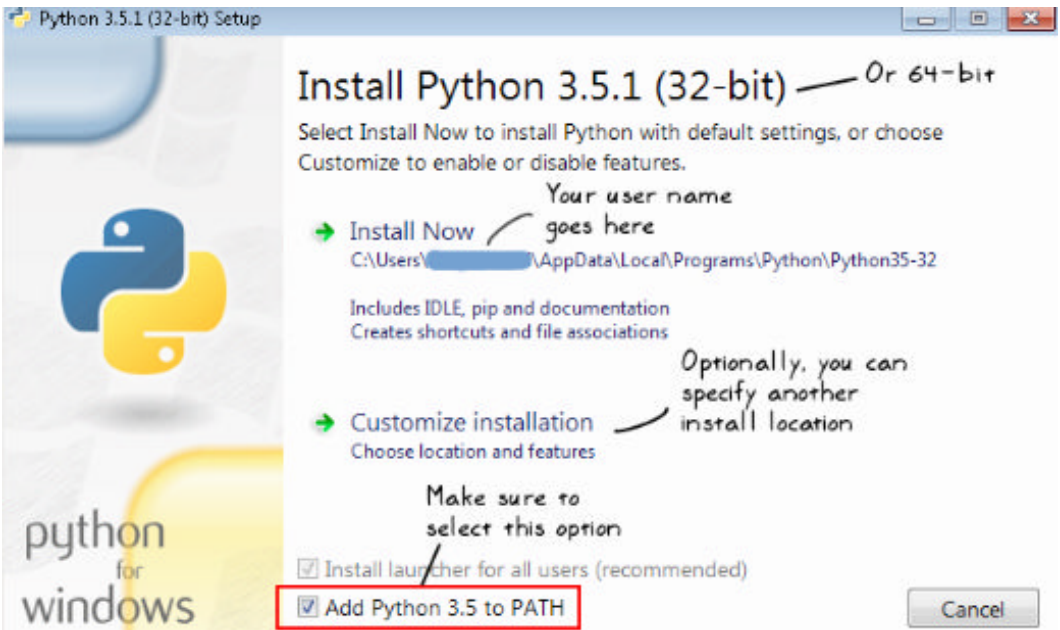 Python 3.5.1 (32-bit) Setup
Install Python 3.5.1 (32-bit)
Or 64-bit
Select Install Now to install Python with default settings, or choose
Customize to enable or disable features.
Your user name
goes here
Install Now
C:\Users\ \AppData\Local\Programs\Python\Python35-32
Includes IDLE, pip and documentation
Creates shortcuts and file associations
Optionally, you can
specify another
install location
Customize installation
Choose location and features
Make sure to
select this option
Install launcher for all users (recommended)
Add Python 3.5 to PATH
Cancel
python
for
windows